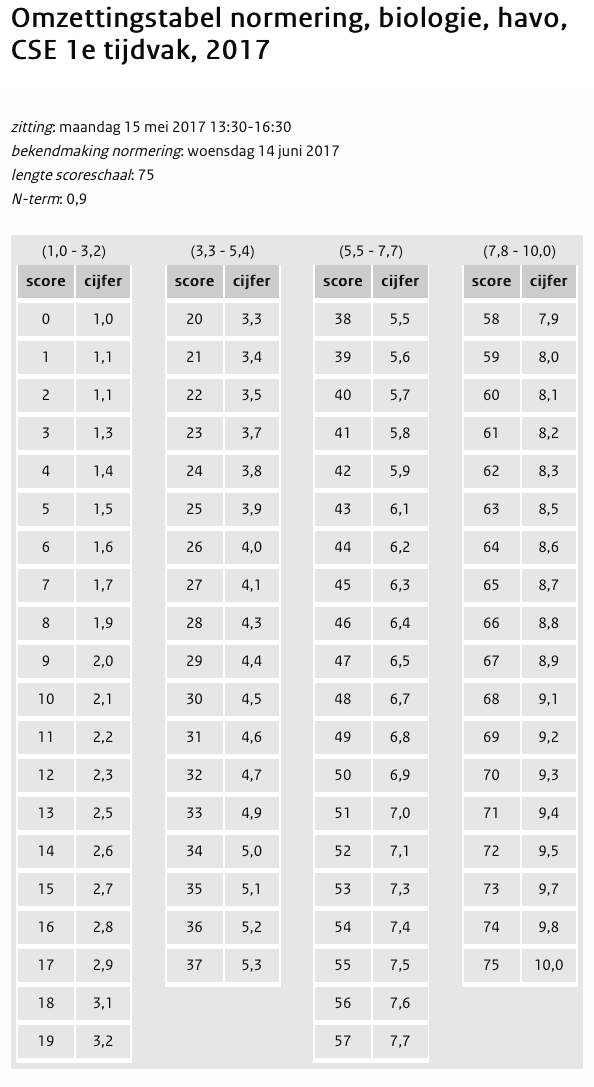 Omzettingstabel normering, biologie, havo,
CSE 1e tijdvak, 2017
zitting: maandag 15 mei 2017 13:30-16:30
bekendmaking normering: woensdag 14 juni 2017
lengte scoreschaal: 75
N-term: 0,9
(1,0 - 3,2) (3,3 - 5,4) (5,5 - 7,7) (7,8 - 10,0)
score cijfer score cijfer score cijfer score cijfer
0 1,0 20 3,3 38 5,5 58 7,9
1 1,1 21 3,4 39 5,6 59 8,0
2 1,1 22 3,5 40 5,7 60 8,1
3 1,3 23 3,7 41 5,8 61 8,2
4 1,4 24 3,8 42 5,9 62 8,3
5 1,5 25 3,9 43 6,1 63 8,5
6 1,6 26 4,0 44 6,2 64 8,6
7 1,7 27 4,1 45 6,3 65 8,7
8 1,9 28 4,3 46 6,4 66 8,8
9 2,0 29 4,4 47 6,5 67 8,9
10 2,1 30 4,5 48 6,7 68 9,1
11 2,2 31 4,6 49 6,8 69 9,2
12 2,3 32 4,7 50 6,9 70 9,3
13 2,5 33 4,9 51 7,0 71 9,4
14 2,6 34 5,0 52 7,1 72 9,5
15 2,7 35 5,1 53 7,3 73 9,7
16 2,8 36 5,2 54 7,4 74 9,8
17 2,9 37 5,3 55 7,5 75 10,0
18 3,1 56 7,6
19 3,2 57 7,7